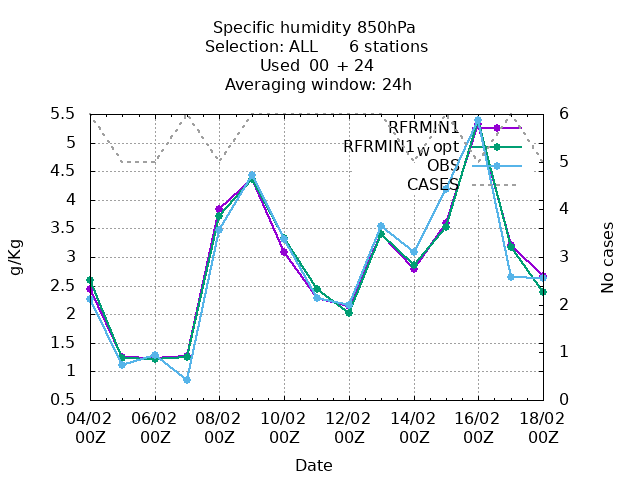 Specific humidity 850hPa
Selection: ALL 6 stations
Used 00 + 24
Averaging window: 24h
5.5
5
4.5
4
3.5
3
2.5
2
1.5
1
0.5
g/Kg
6
5
4
3
2
1
0
No cases
RFRMIN1
RFRMIN1w opt
OBS
CASES
04/02 06/02 08/02 10/02 12/02 14/02 16/02 18/02
00Z 00Z 00Z 00Z 00Z 00Z 00Z 00Z
Date